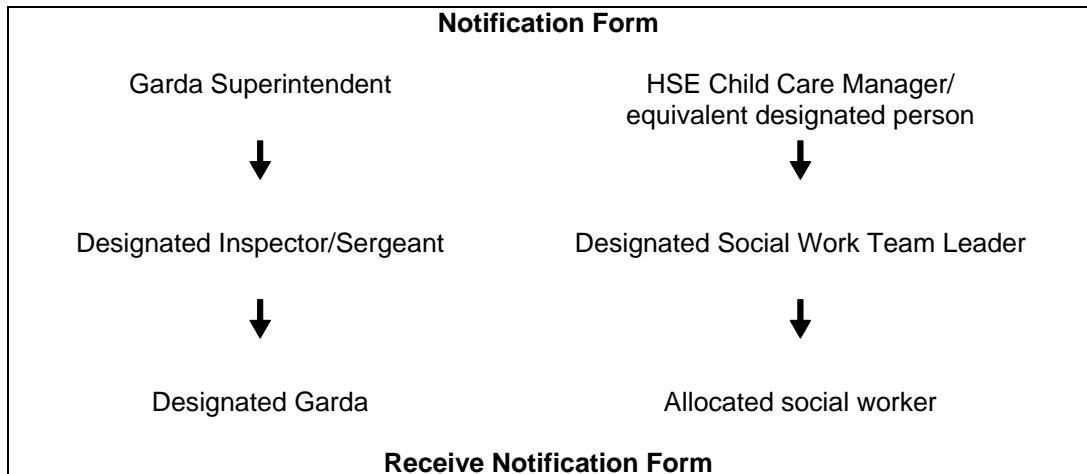 Notification Form
Garda Superintendent
HSE Child Care Manager/
equivalent designated person
Designated Inspector/Sergeant
Designated Social Work Team Leader
Designated Garda
Allocated social worker
Receive Notification Form